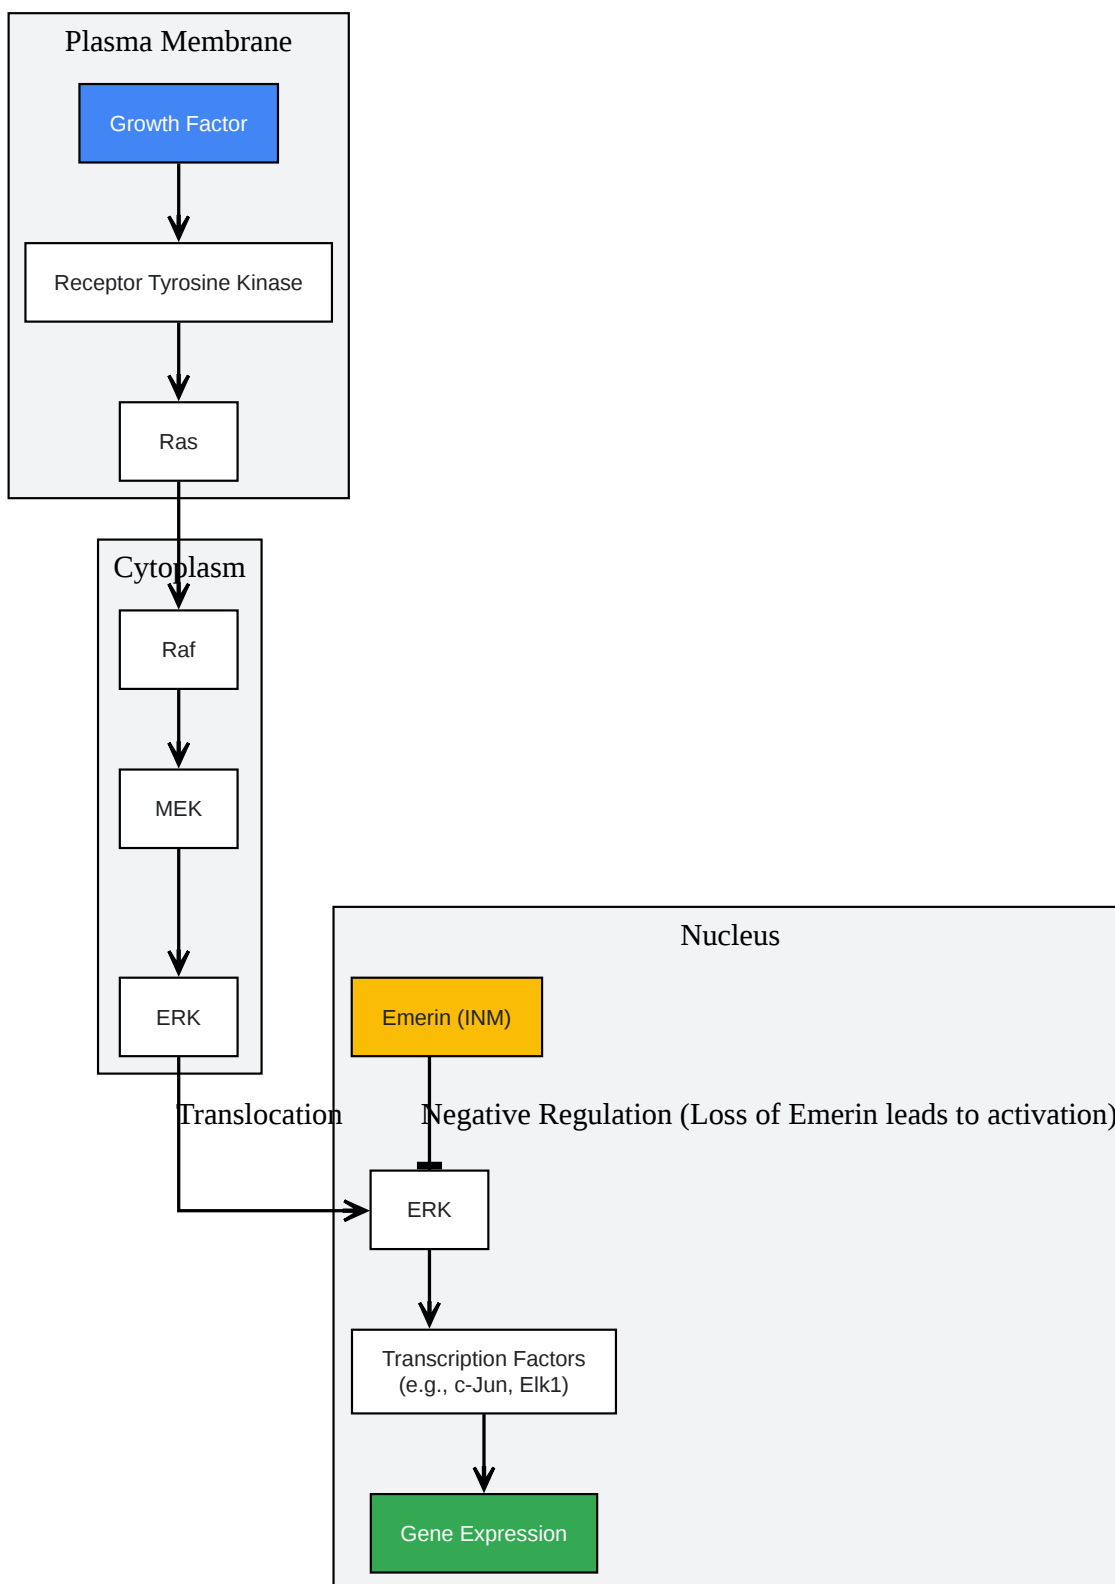 Plasma Membrane
Growth Factor
Receptor Tyrosine Kinase
Ras
Cytoplasm
Raf
MEK
ERK
Translocation
Nucleus
Emerin (INM)
Negative Regulation (Loss of Emerin leads to activation)
ERK
Transcription Factors
(e.g., c-Jun, Elk1)
Gene Expression